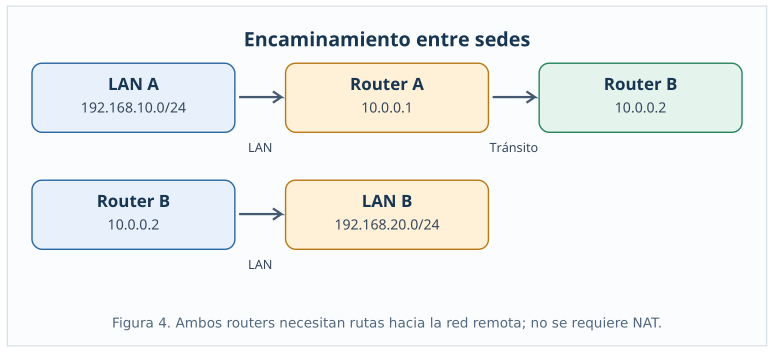 Encaminamiento entre sedes
LAN A
192.168.10.0/24
LAN
Router A
10.0.0.1
Tránsito
Router B
10.0.0.2
Router B
10.0.0.2
LAN
LAN B
192.168.20.0/24
Figura 4. Ambos routers necesitan rutas hacia la red remota; no se requiere NAT.